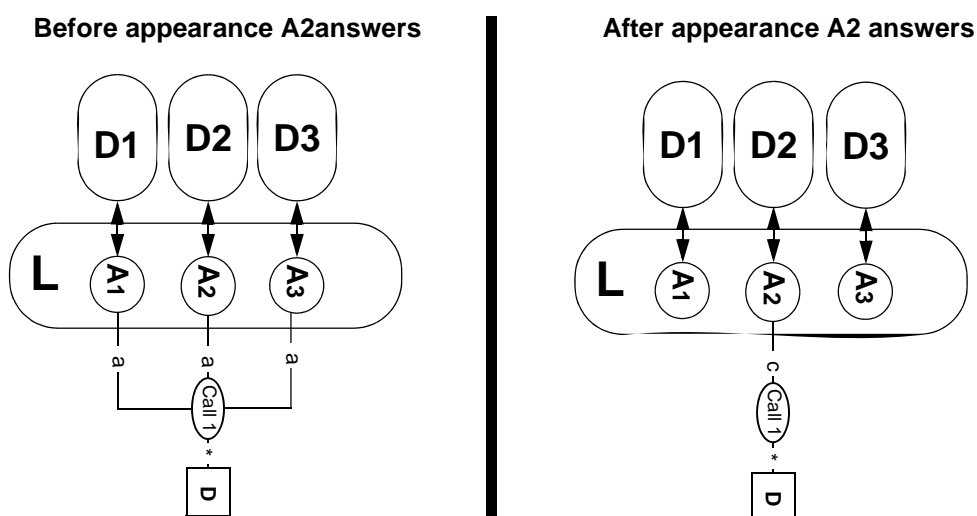 Before appearance A2answers
D1 D2 D3
L A1 A2 A3
a a a
Call 1
*
D
After appearance A2 answers
D1 D2 D3
L A1 A2 A3
c
Call 1
*
D